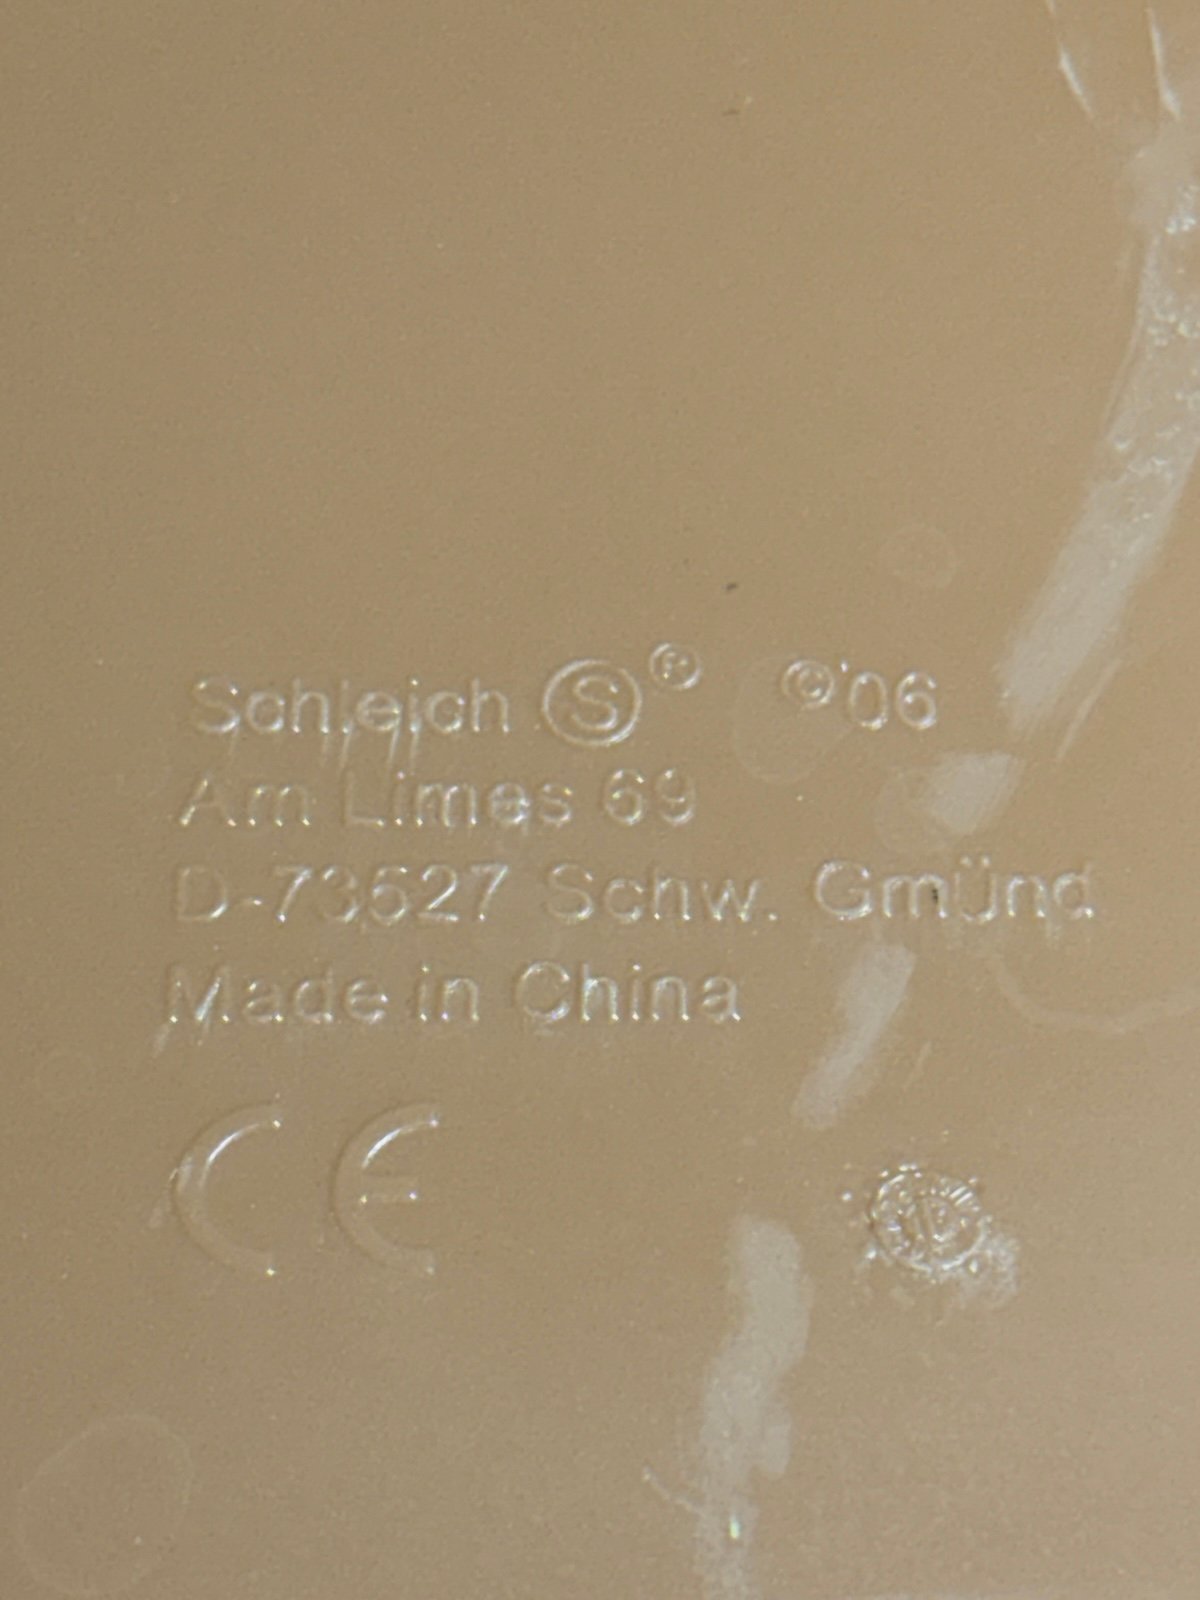 Schleich Ⓢ® ©'06
Am Limes 69
D-73527 Schw. Gmünd
Made in China
CE